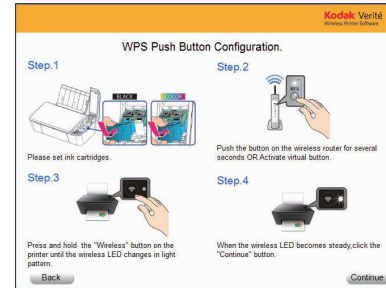 Kodak Verité
Wireless Printer Software
WPS Push Button Configuration.
Step.1
BLACK
COLOR
Please set ink cartridges.
Step.2
WPS
Push the button on the wireless router for several
seconds OR Activate virtual button.
Step.3
Press and hold the "Wireless" button on the
printer until the wireless LED changes in light
pattern.
Step.4
When the wireless LED becomes steady,click the
"Continue" button.
Back
Continue